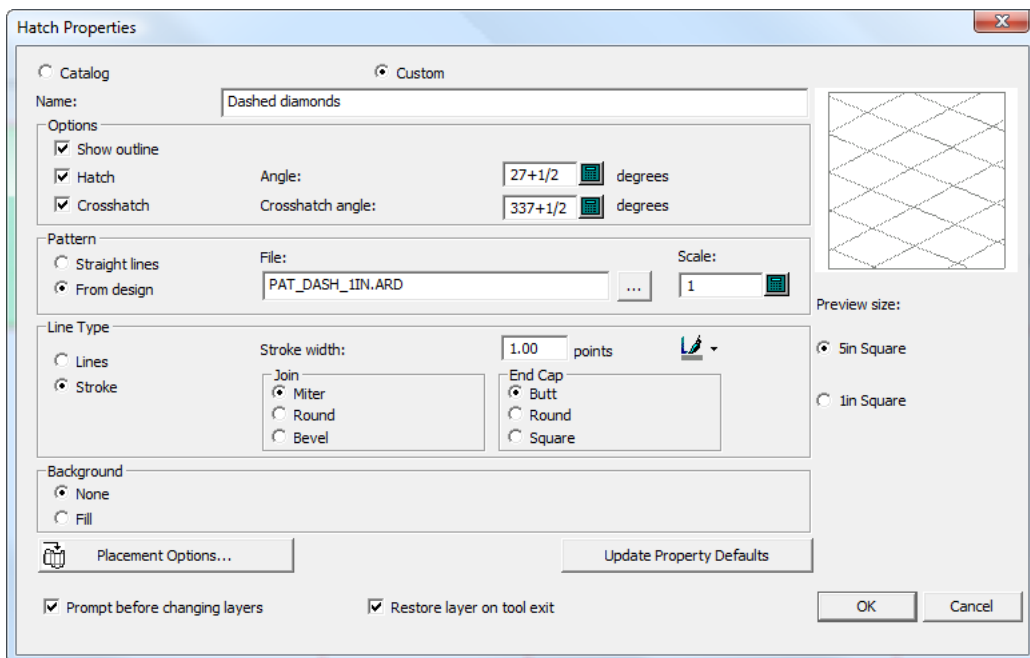 Hatch Properties
Catalog Custom
Name: Dashed diamonds
Options
Show outline
Hatch Angle: 27+1/2 degrees
Crosshatch Crosshatch angle: 337+1/2 degrees
Pattern
Straight lines File: Scale:
From design PAT_DASH_1IN.ARD ... 1
Preview size:
Line Type
Lines Stroke width: 1.00 points
Stroke
Join End Cap
Miter Butt
Round Round
Bevel Square
5in Square
1in Square
Background
None
Fill
Placement Options... Update Property Defaults
Prompt before changing layers Restore layer on tool exit OK Cancel